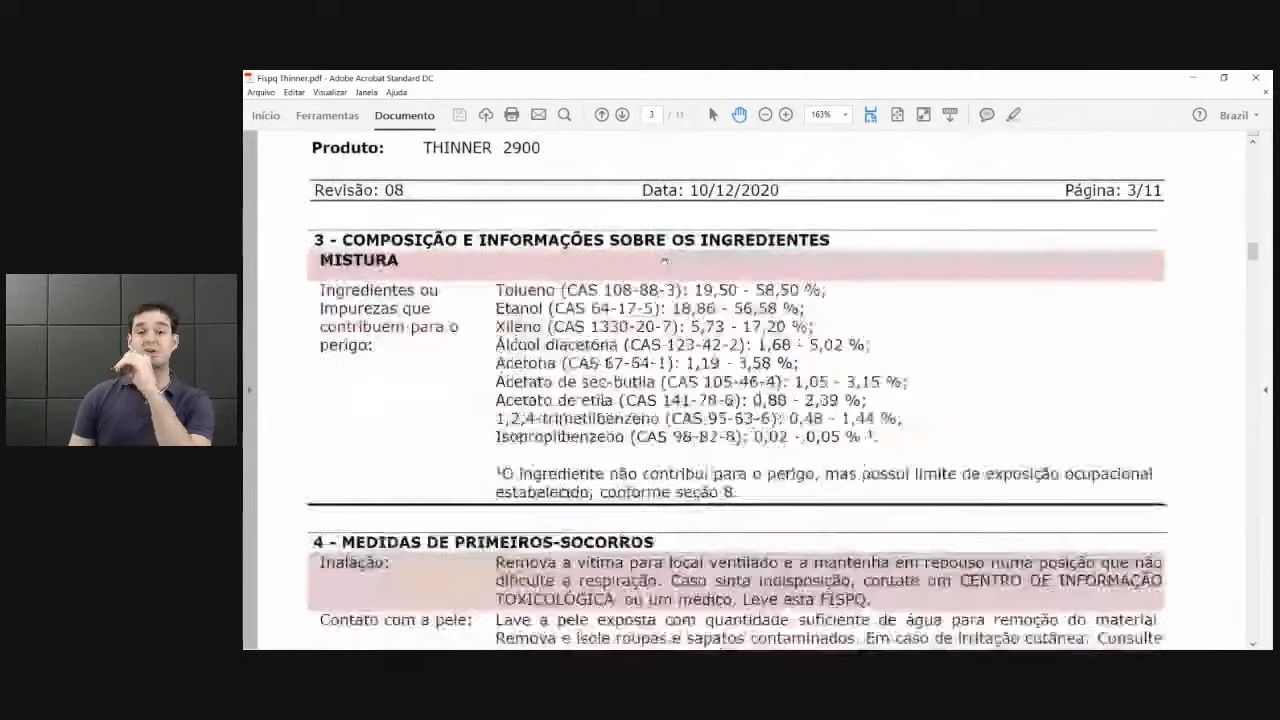 Fispq Thinner.pdf - Adobe Acrobat Standard DC
Arquivo Editar Visualizar Janela Ajuda
Início Ferramentas Documento 3 / 11 163% Brazil
Produto: THINNER 2900
Revisão: 08 Data: 10/12/2020 Página: 3/11
3 - COMPOSIÇÃO E INFORMAÇÕES SOBRE OS INGREDIENTES
MISTURA
Ingredientes ou
impurezas que
contribuem para o
perigo:
Tolueno (CAS 108-88-3): 19,50 - 58,50 %;
Etanol (CAS 64-17-5): 18,86 - 56,58 %;
Xileno (CAS 1330-20-7): 5,73 - 17,20 %;
Álcool diacetona (CAS 123-42-2): 1,68 - 5,02 %;
Acetona (CAS 67-64-1): 1,19 - 3,58 %;
Acetato de sec-butila (CAS 105-46-4): 1,05 - 3,15 %;
Acetato de etila (CAS 141-78-6): 0,80 - 2,39 %;
1,2,4-trimetilbenzeno (CAS 95-63-6): 0,48 - 1,44 %;
Isopropilbenzeno (CAS 98-82-8): 0,02 - 0,05 % ¹.
¹O ingrediente não contribui para o perigo, mas possui limite de exposição ocupacional
estabelecido, conforme seção 8.
4 - MEDIDAS DE PRIMEIROS-SOCORROS
Inalação: Remova a vítima para local ventilado e a mantenha em repouso numa posição que não
dificulte a respiração. Caso sinta indisposição, contate um CENTRO DE INFORMAÇÃO
TOXICOLÓGICA ou um médico. Leve esta FISPQ.
Contato com a pele: Lave a pele exposta com quantidade suficiente de água para remoção do material.
Remova e isole roupas e sapatos contaminados. Em caso de irritação cutânea: Consulte